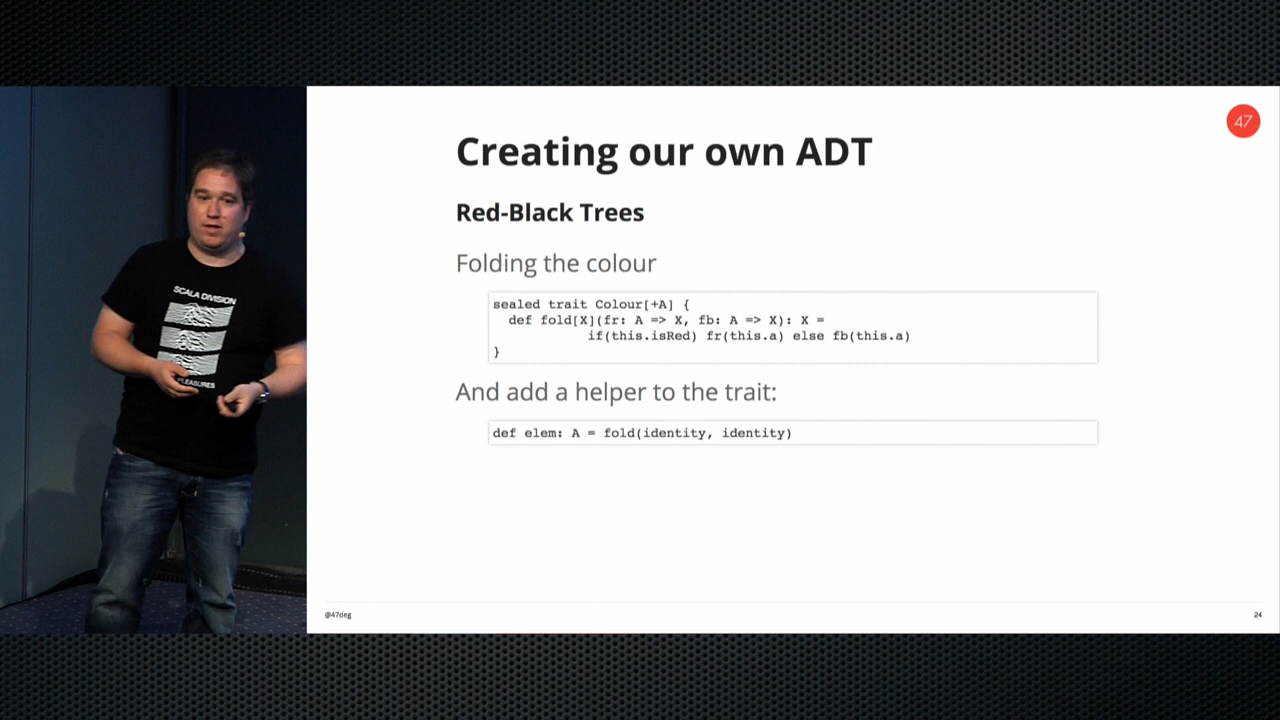 47
Creating our own ADT
Red-Black Trees
Folding the colour
sealed trait Colour[+A] {
  def fold[X](fr: A => X, fb: A => X): X =
            if(this.isRed) fr(this.a) else fb(this.a)
}
And add a helper to the trait:
def elem: A = fold(identity, identity)
SCALA DIVISION
PLEASURES
@47deg
24